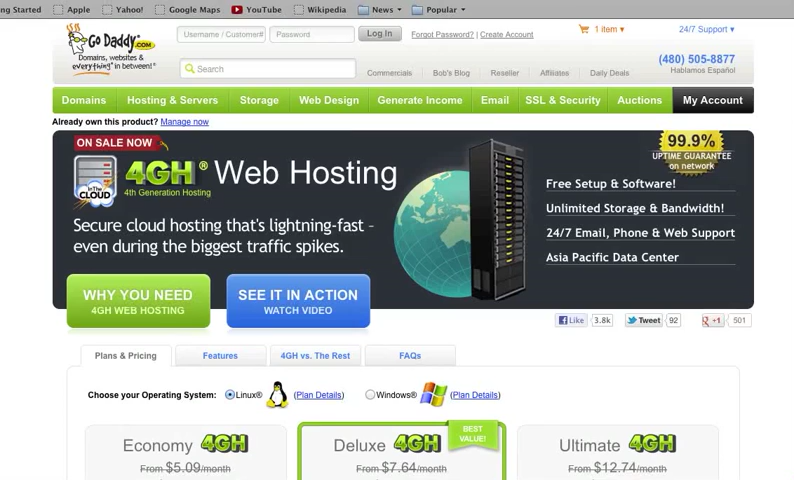 ng Started Apple Yahoo! Google Maps YouTube Wikipedia News Popular
Go Daddy.COM
Domains, websites &
everything* in between!™
Username / Customer# Password Log In Forgot Password? | Create Account
1 item
24/7 Support
Search
(480) 505-8877
Hablamos Español
Commercials Bob's Blog Reseller Affiliates Daily Deals
Domains Hosting & Servers Storage Web Design Generate Income Email SSL & Security Auctions My Account
Already own this product? Manage now
ON SALE NOW
In The CLOUD
4GH® Web Hosting
4th Generation Hosting
Secure cloud hosting that's lightning-fast –
even during the biggest traffic spikes.
99.9%
UPTIME GUARANTEE
on network
Free Setup & Software!
Unlimited Storage & Bandwidth!
24/7 Email, Phone & Web Support
Asia Pacific Data Center
WHY YOU NEED
4GH WEB HOSTING
SEE IT IN ACTION
WATCH VIDEO
Like 3.8k Tweet 92 +1 501
Plans & Pricing Features 4GH vs. The Rest FAQs
Choose your Operating System: Linux® (Plan Details) Windows® (Plan Details)
BEST
VALUE!
Economy 4GH Deluxe 4GH Ultimate 4GH
From $5.09/month From $7.64/month From $12.74/month